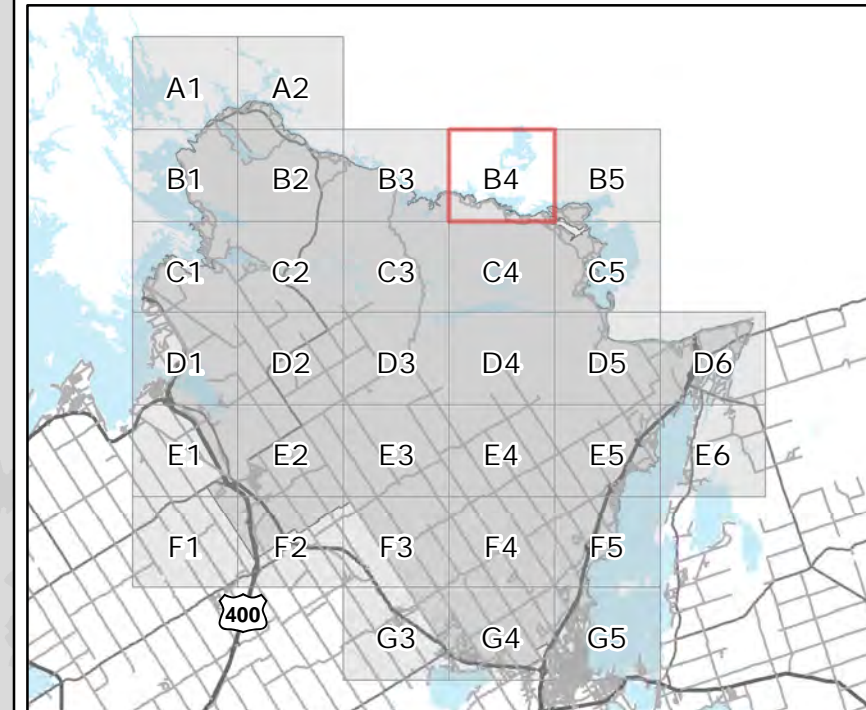 A1 A2
B1 B2 B3 B4 B5
C1 C2 C3 C4 C5
D1 D2 D3 D4 D5 D6
E1 E2 E3 E4 E5 E6
F1 F2 F3 F4 F5
400
G3 G4 G5